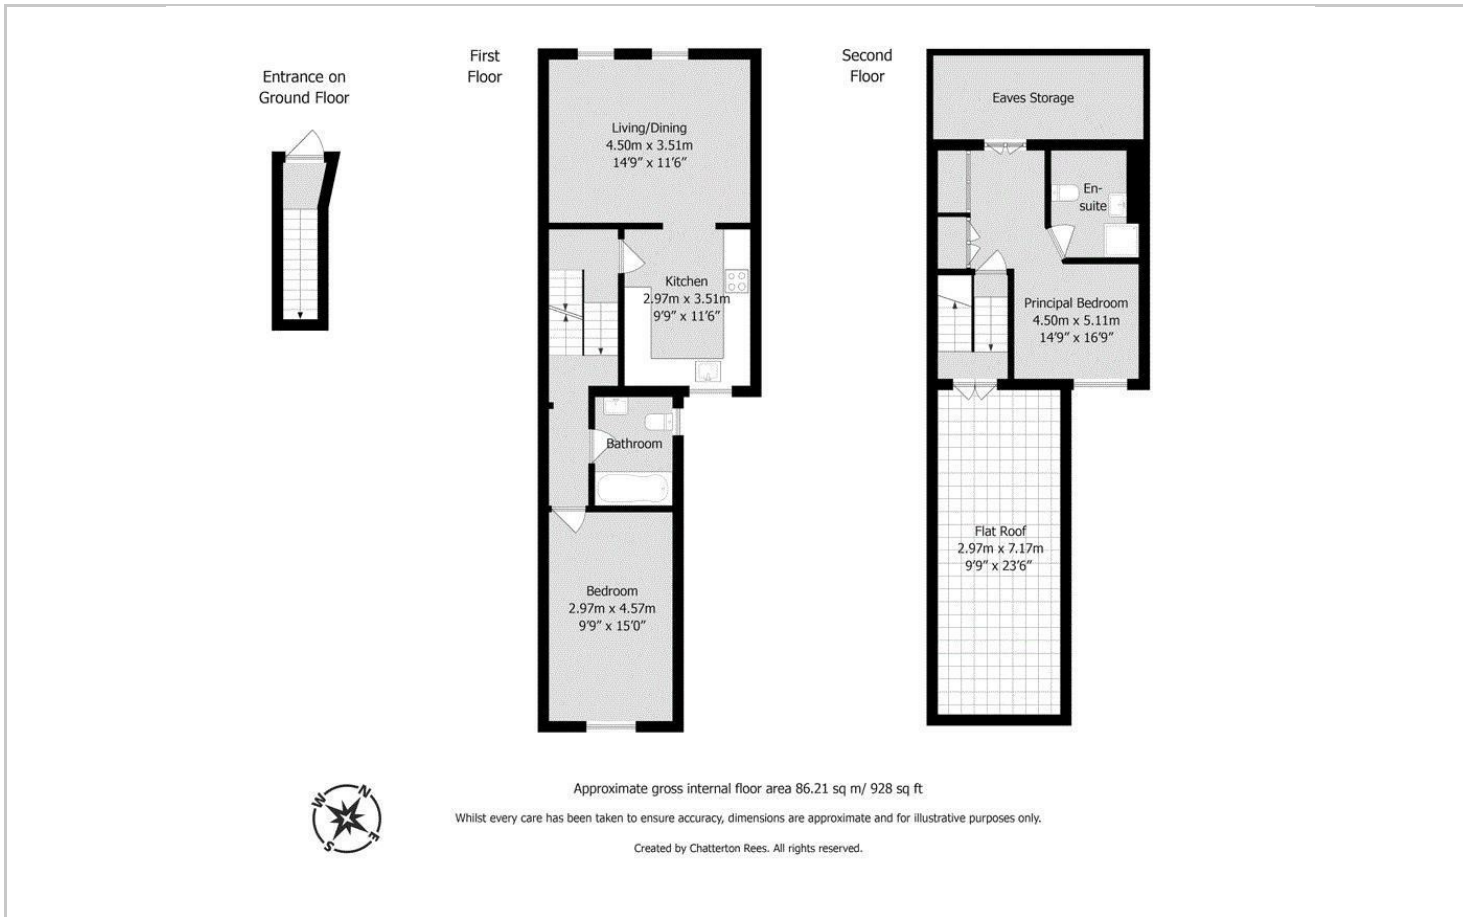 Entrance on
Ground Floor
First
Floor
Living/Dining
4.50m x 3.51m
14’9” x 11’6”
Kitchen
2.97m x 3.51m
9’9” x 11’6”
Bathroom
Bedroom
2.97m x 4.57m
9’9” x 15’0”
Second
Floor
Eaves Storage
En-
suite
Principal Bedroom
4.50m x 5.11m
14’9” x 16’9”
Flat Roof
2.97m x 7.17m
9’9” x 23’6”
N
W
E
S
Approximate gross internal floor area 86.21 sq m/ 928 sq ft
Whilst every care has been taken to ensure accuracy, dimensions are approximate and for illustrative purposes only.
Created by Chatterton Rees. All rights reserved.